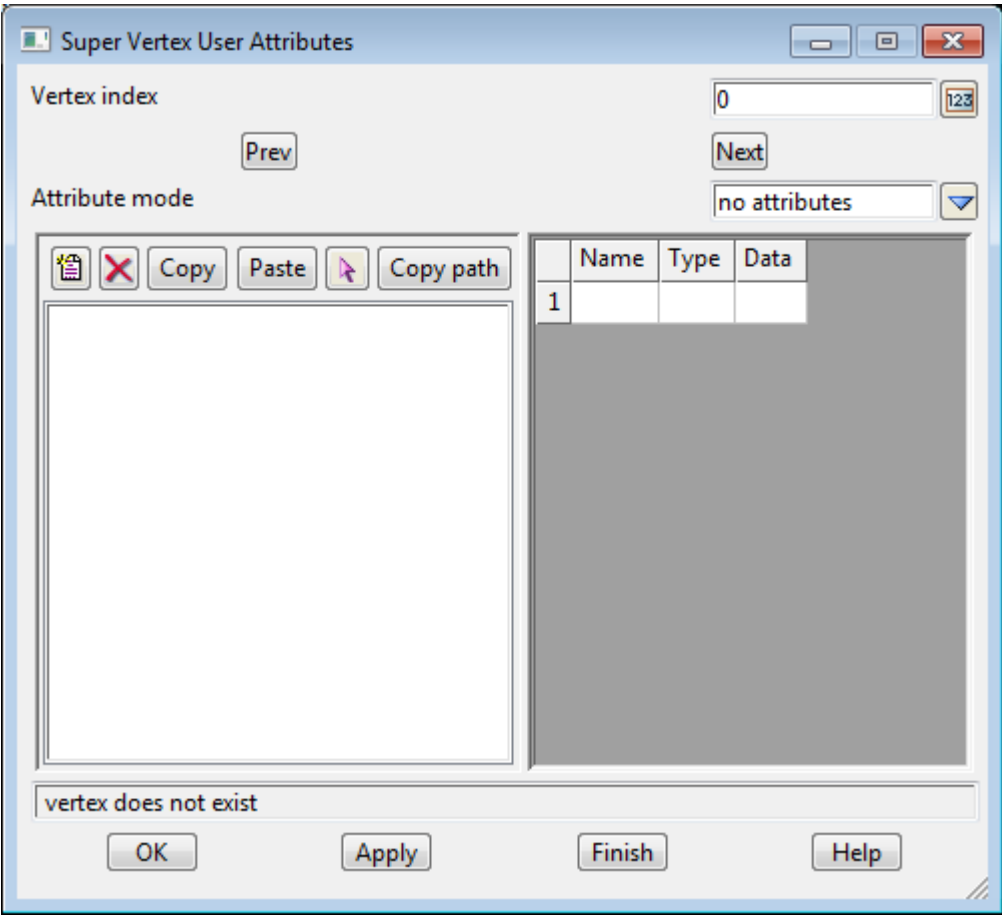 Super Vertex User Attributes
Vertex index 0 123
Prev Next
Attribute mode no attributes
Copy Paste Copy path Name Type Data
1
vertex does not exist
OK Apply Finish Help